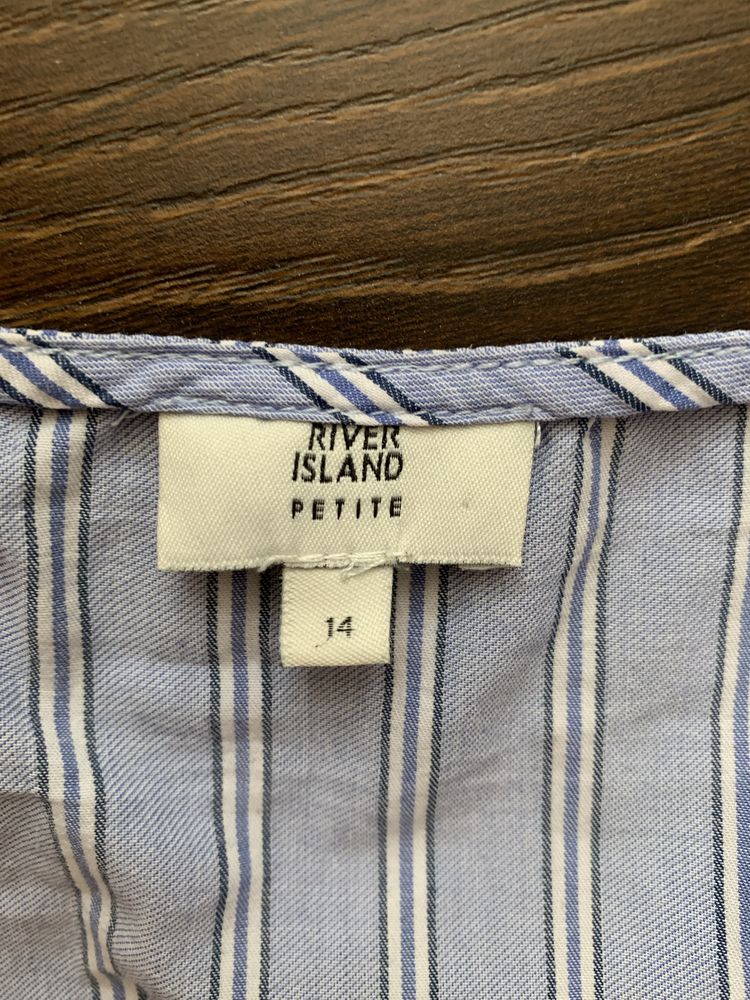 RIVER
ISLAND
PETITE
14